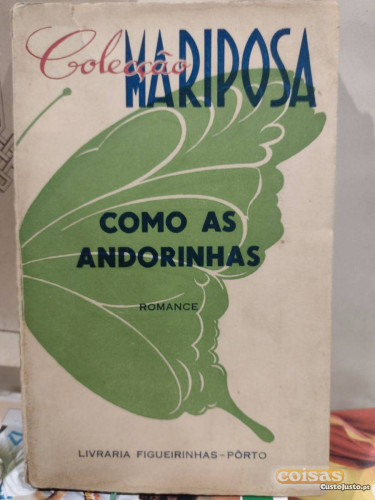 Colecção
MARIPOSA
COMO AS
ANDORINHAS
ROMANCE
LIVRARIA FIGUEIRINHAS-PÔRTO
coisas
CustoJusto.pt